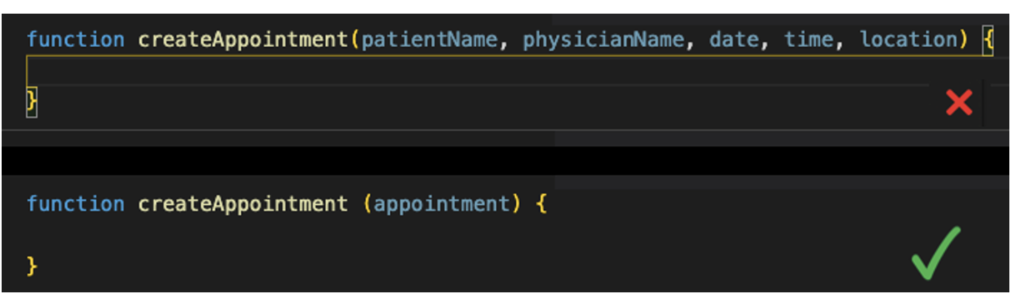 function createAppointment(patientName, physicianName, date, time, location) {
}
function createAppointment (appointment) {
}